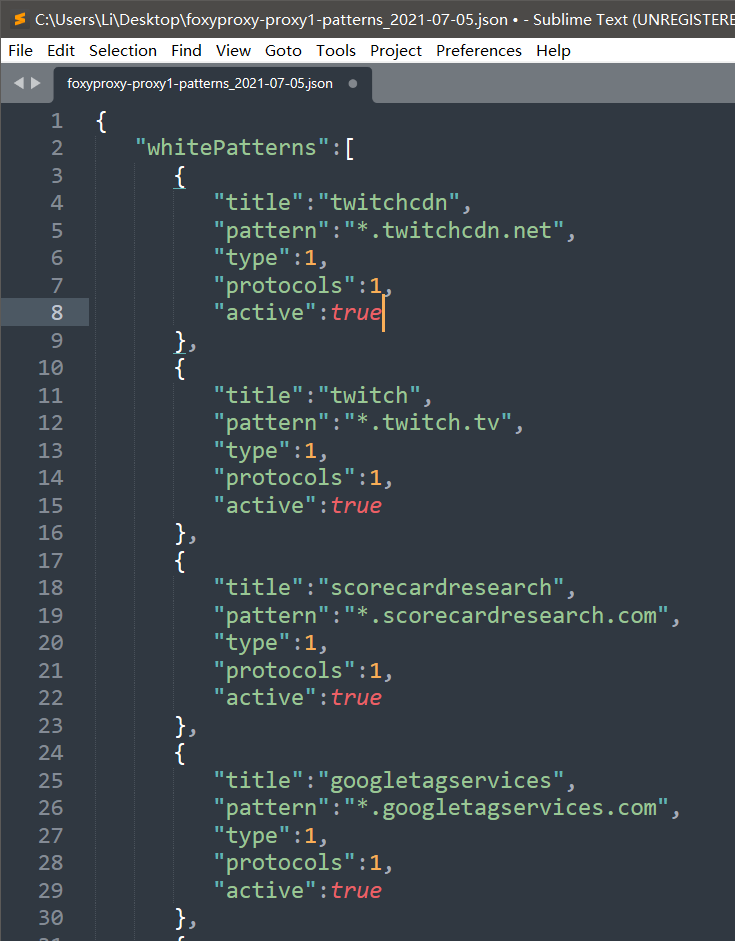 C:\Users\Li\Desktop\foxyproxy-proxy1-patterns_2021-07-05.json • - Sublime Text (UNREGISTERE
File Edit Selection Find View Goto Tools Project Preferences Help
foxyproxy-proxy1-patterns_2021-07-05.json
1 {
2 "whitePatterns":[
3 {
4 "title":"twitchcdn",
5 "pattern":"*.twitchcdn.net",
6 "type":1,
7 "protocols":1,
8 "active":true
9 },
10 {
11 "title":"twitch",
12 "pattern":"*.twitch.tv",
13 "type":1,
14 "protocols":1,
15 "active":true
16 },
17 {
18 "title":"scorecardresearch",
19 "pattern":"*.scorecardresearch.com",
20 "type":1,
21 "protocols":1,
22 "active":true
23 },
24 {
25 "title":"googletagservices",
26 "pattern":"*.googletagservices.com",
27 "type":1,
28 "protocols":1,
29 "active":true
30 },